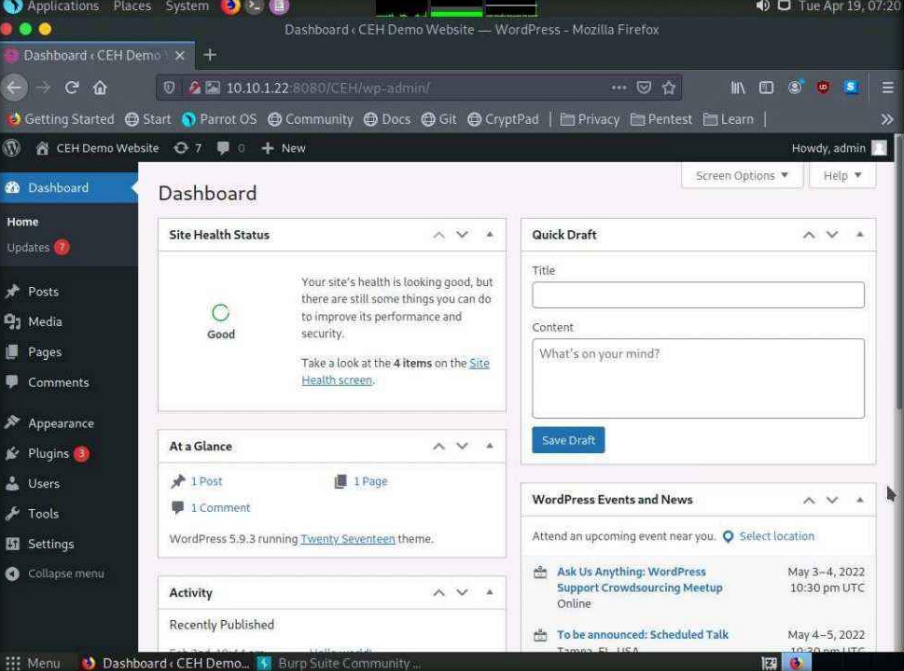 Applications Places System Tue Apr 19, 07:20
Dashboard ‹ CEH Demo Website — WordPress - Mozilla Firefox
Dashboard ‹ CEH Demo
10.10.1.22:8080/CEH/wp-admin/
Getting Started Start Parrot OS Community Docs Git CryptPad Privacy Pentest Learn
CEH Demo Website 7 0 New Howdy, admin
Screen Options Help
Dashboard
Home
Updates 7
Posts
Media
Pages
Comments
Appearance
Plugins 3
Users
Tools
Settings
Collapse menu
Dashboard
Site Health Status
Good
Your site's health is looking good, but
there are still some things you can do
to improve its performance and
security.
Take a look at the 4 items on the Site
Health screen.
At a Glance
1 Post 1 Page
1 Comment
WordPress 5.9.3 running Twenty Seventeen theme.
Activity
Recently Published
Quick Draft
Title
Content
What's on your mind?
Save Draft
WordPress Events and News
Attend an upcoming event near you. Select location
Ask Us Anything: WordPress May 3–4, 2022
Support Crowdsourcing Meetup 10:30 pm UTC
Online
To be announced: Scheduled Talk May 4–5, 2022
Tampa, FL, USA 10:30 pm UTC
Menu Dashboard ‹ CEH Demo... Burp Suite Community ...